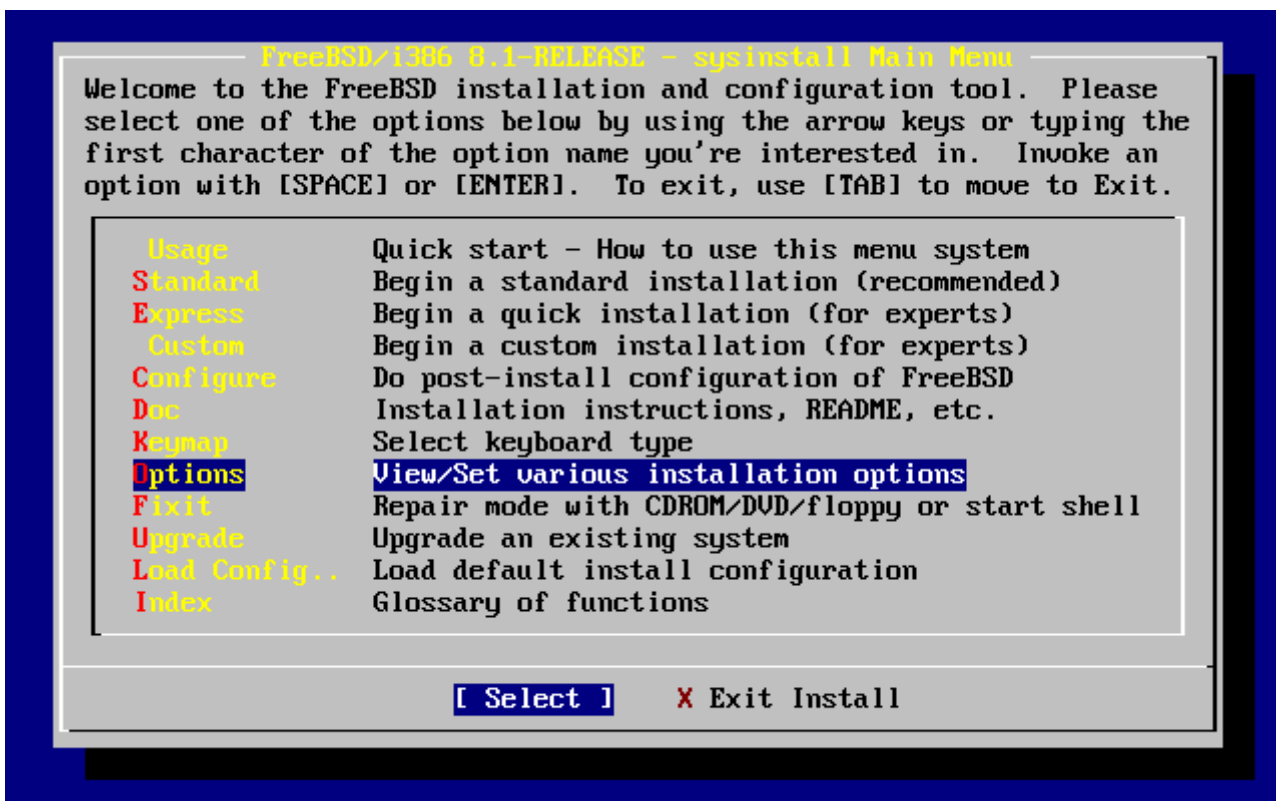 FreeBSD/i386 8.1-RELEASE - sysinstall Main Menu
Welcome to the FreeBSD installation and configuration tool.  Please
select one of the options below by using the arrow keys or typing the
first character of the option name you're interested in.  Invoke an
option with [SPACE] or [ENTER].  To exit, use [TAB] to move to Exit.
Usage Quick start - How to use this menu system
Standard Begin a standard installation (recommended)
Express Begin a quick installation (for experts)
Custom Begin a custom installation (for experts)
Configure Do post-install configuration of FreeBSD
Doc Installation instructions, README, etc.
Keymap Select keyboard type
Options View/Set various installation options
Fixit Repair mode with CDROM/DVD/floppy or start shell
Upgrade Upgrade an existing system
Load Config.. Load default install configuration
Index Glossary of functions
[ Select ] X Exit Install